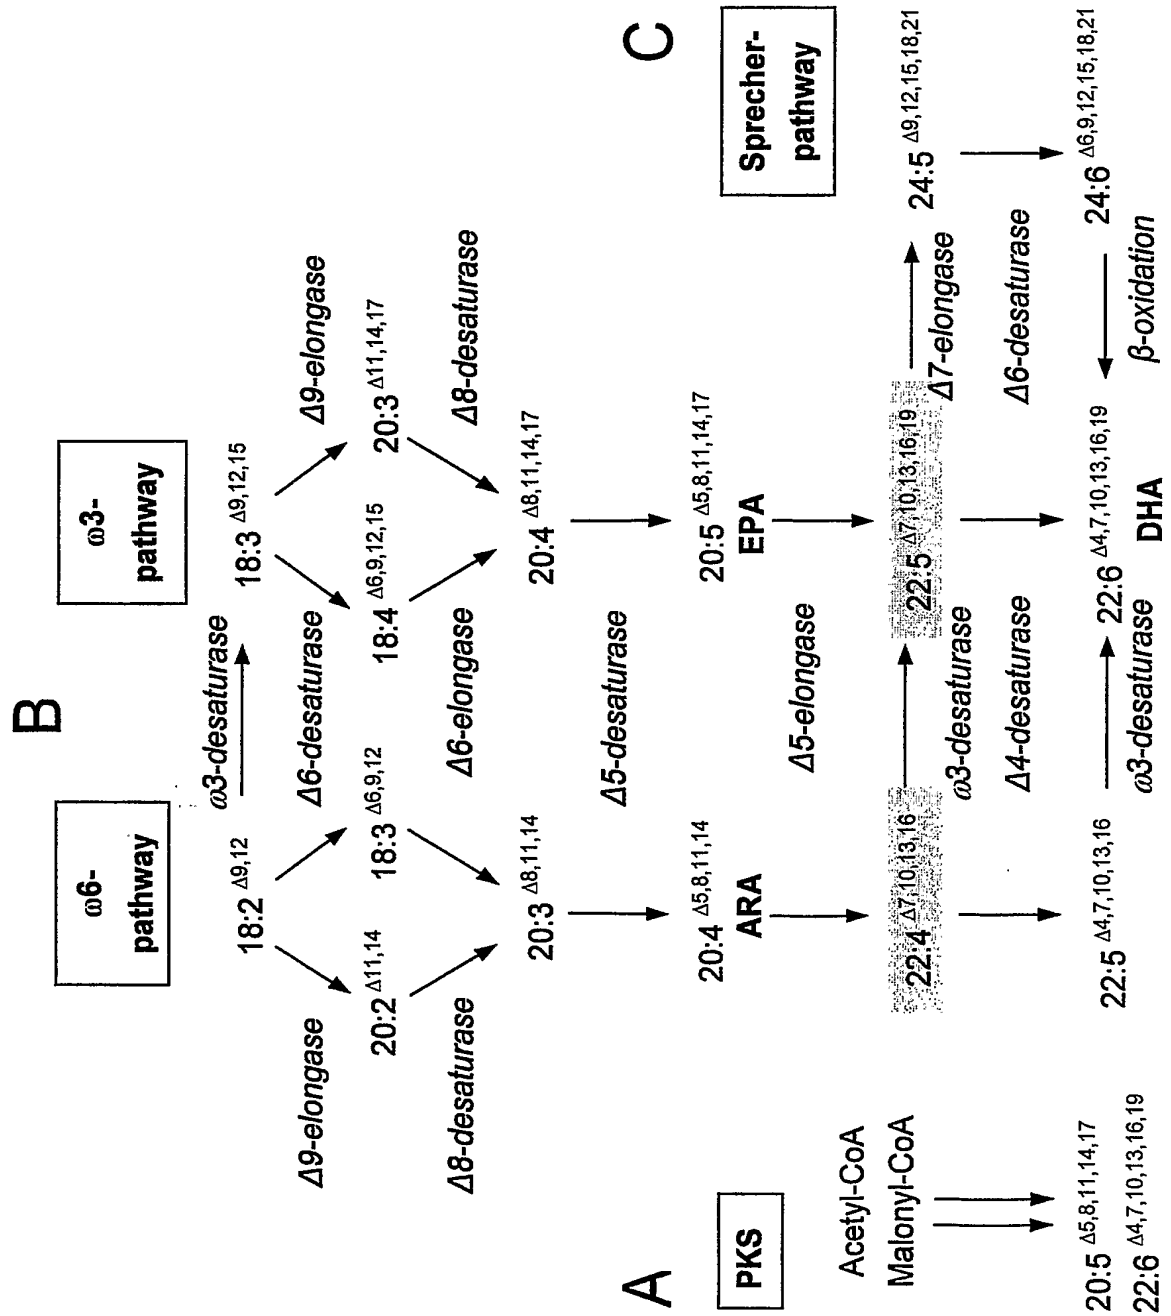 A
PKS
Acetyl-CoA
Malonyl-CoA
20:5 Δ5,8,11,14,17
22:6 Δ4,7,10,13,16,19
B
ω6-
pathway
ω3-
pathway
18:2 Δ9,12
ω3-desaturase
18:3 Δ9,12,15
Δ9-elongase
Δ6-desaturase
Δ9-elongase
20:2 Δ11,14
18:3 Δ6,9,12
18:4 Δ6,9,12,15
20:3 Δ11,14,17
Δ8-desaturase
Δ6-elongase
Δ8-desaturase
20:3 Δ8,11,14
20:4 Δ8,11,14,17
Δ5-desaturase
20:4 Δ5,8,11,14
ARA
20:5 Δ5,8,11,14,17
EPA
Δ5-elongase
22:4 Δ7,10,13,16
22:5 Δ7,10,13,16,19
ω3-desaturase
Δ4-desaturase
22:5 Δ4,7,10,13,16
22:6 Δ4,7,10,13,16,19
ω3-desaturase
DHA
C
Sprecher-
pathway
24:5 Δ9,12,15,18,21
Δ7-elongase
Δ6-desaturase
24:6 Δ6,9,12,15,18,21
β-oxidation